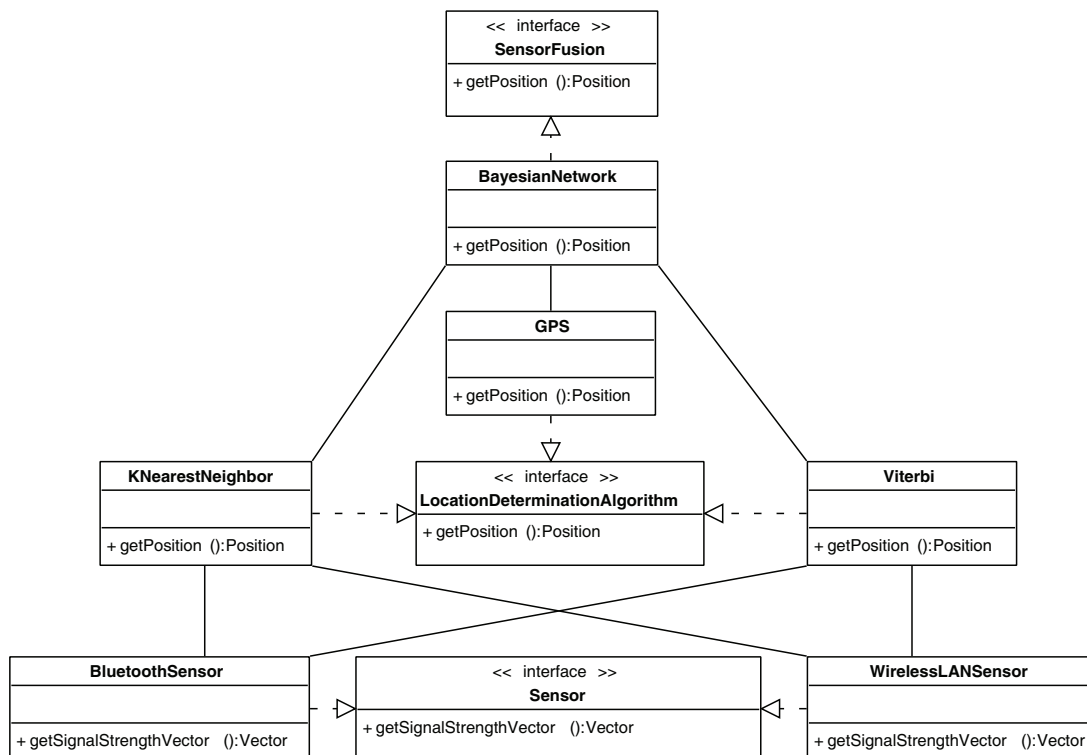 << interface >>
SensorFusion
+ getPosition ():Position
BayesianNetwork
+ getPosition ():Position
GPS
+ getPosition ():Position
KNearestNeighbor
+ getPosition ():Position
<< interface >>
LocationDeterminationAlgorithm
+ getPosition ():Position
Viterbi
+ getPosition ():Position
BluetoothSensor
+ getSignalStrengthVector ():Vector
<< interface >>
Sensor
+ getSignalStrengthVector ():Vector
WirelessLANSensor
+ getSignalStrengthVector ():Vector